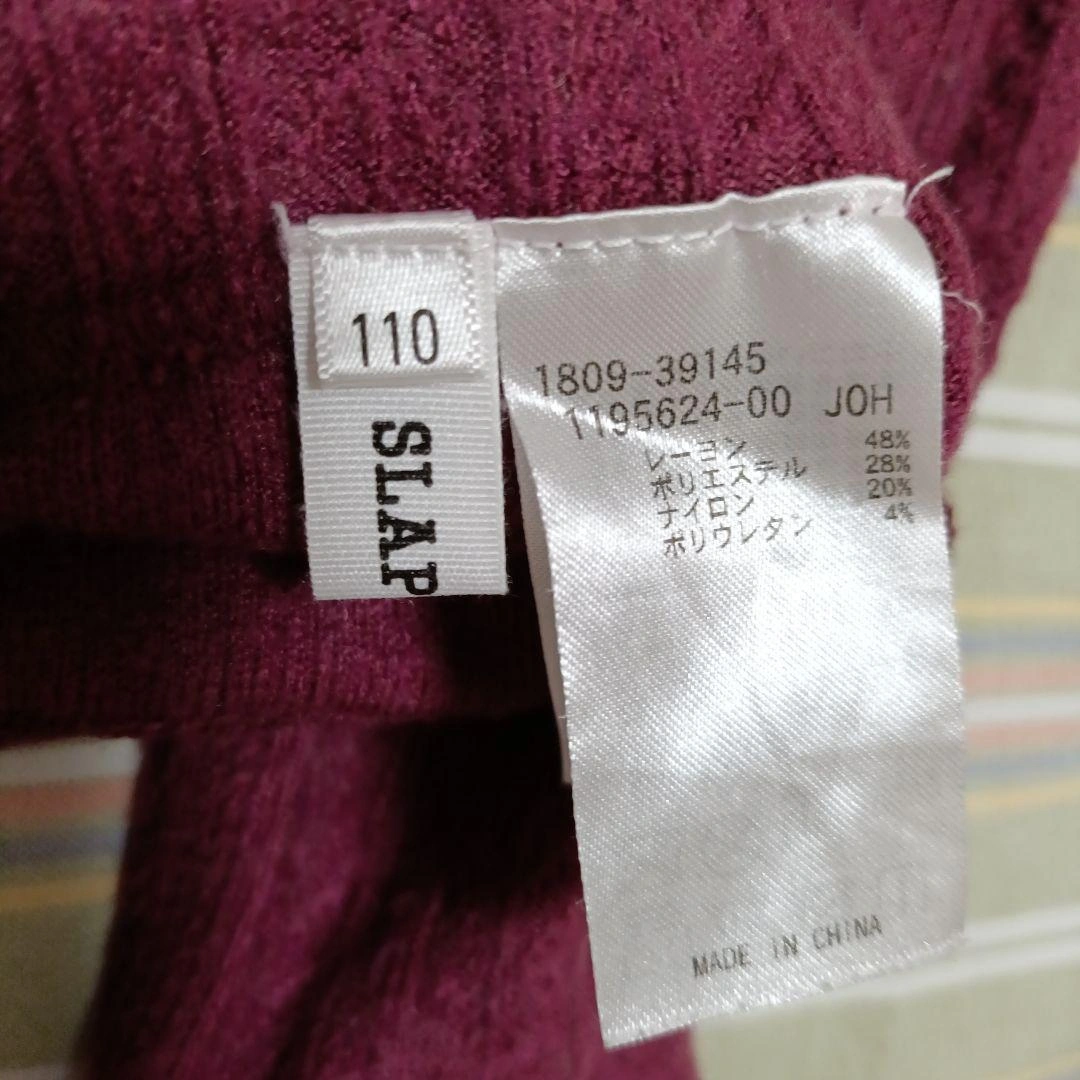 110
SLAP
1809-39145
1195624-00 JOH
レーヨン 48%
ポリエステル 28%
ナイロン 20%
ポリウレタン 4%
MADE IN CHINA